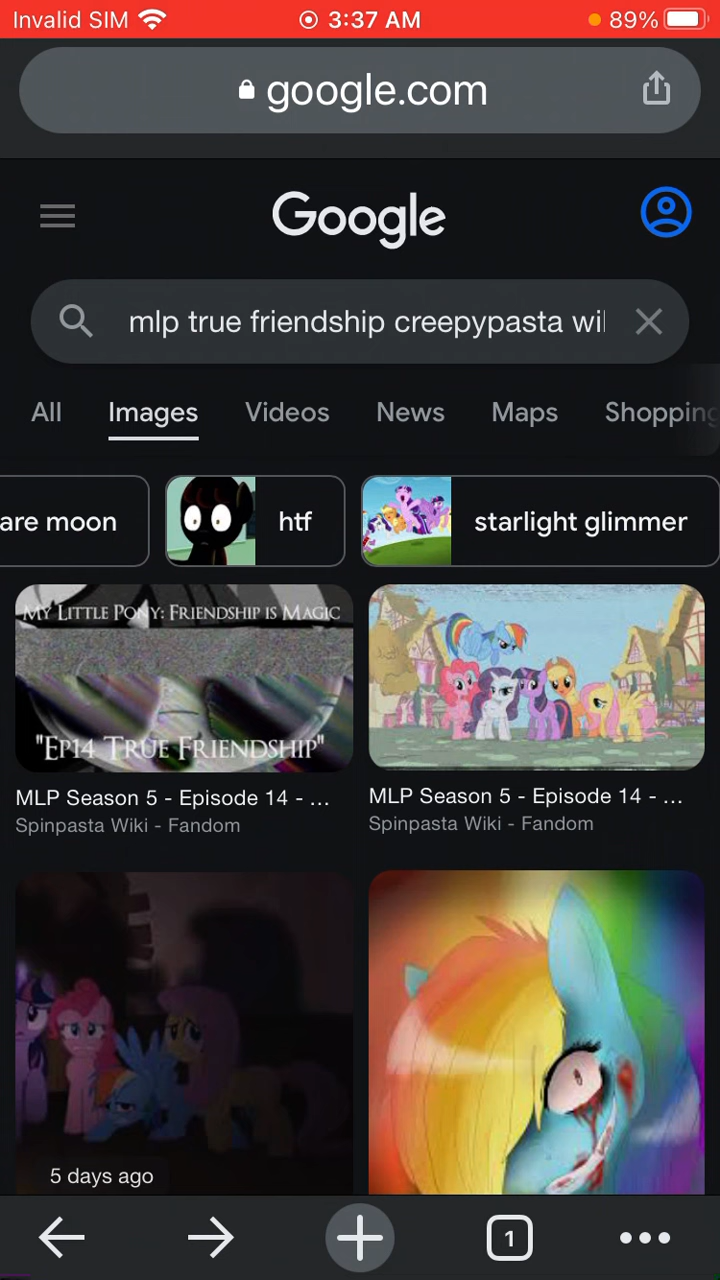 Invalid SIM 3:37 AM 89%
google.com
Google
mlp true friendship creepypasta wil
All Images Videos News Maps Shopping
are moon htf starlight glimmer
MY LITTLE PONY: FRIENDSHIP IS MAGIC
"EP14 TRUE FRIENDSHIP"
MLP Season 5 - Episode 14 - ...
Spinpasta Wiki - Fandom
MLP Season 5 - Episode 14 - ...
Spinpasta Wiki - Fandom
5 days ago
1